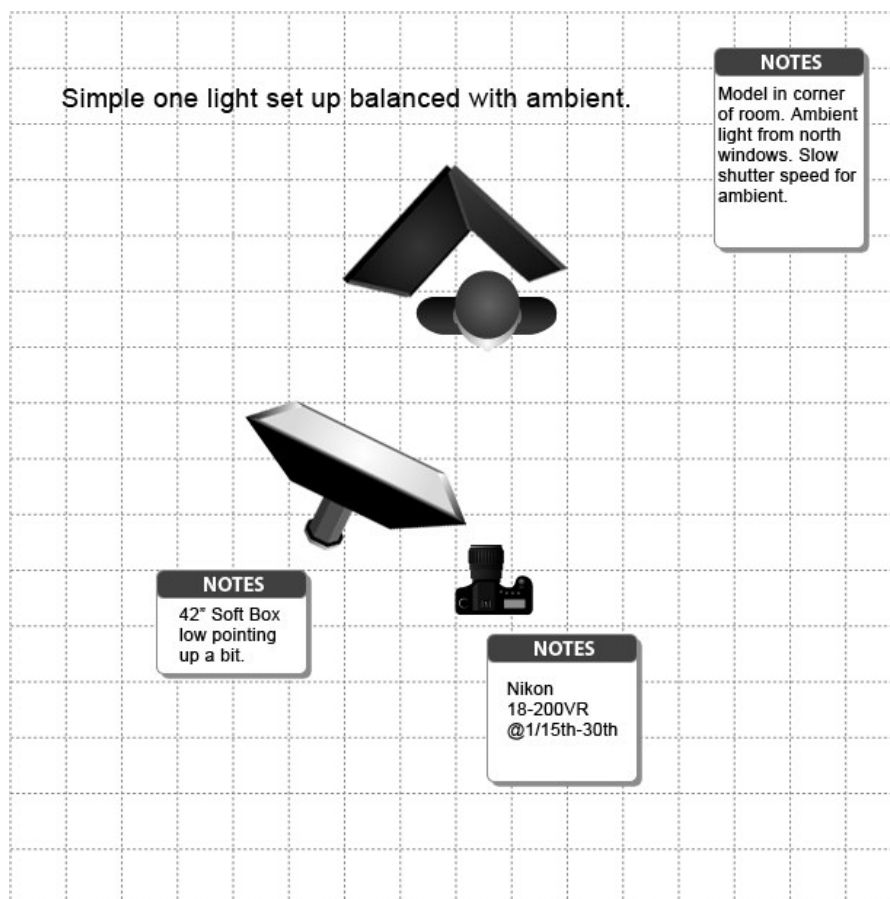 Simple one light set up balanced with ambient.
NOTES
Model in corner
of room. Ambient
light from north
windows. Slow
shutter speed for
ambient.
NOTES
42" Soft Box
low pointing
up a bit.
NOTES
Nikon
18-200VR
@1/15th-30th